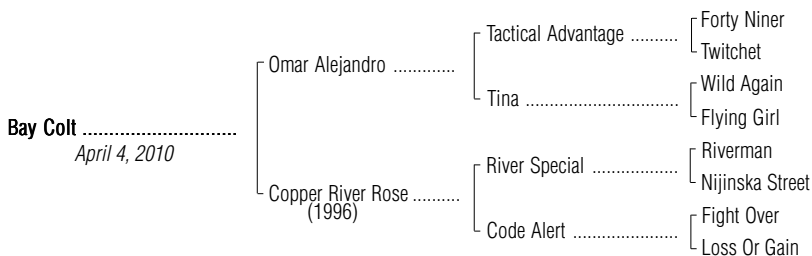 Forty Niner
Tactical Advantage ..........
Twitchet
Omar Alejandro .............
Wild Again
Tina ................................
Flying Girl
Bay Colt ............................
April 4, 2010
Riverman
River Special ..................
Nijinska Street
Copper River Rose ..........
(1996)
Fight Over
Code Alert ......................
Loss Or Gain